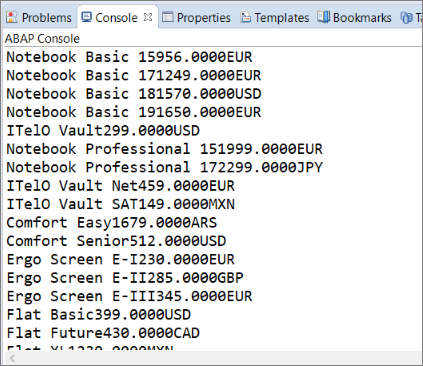 Problems Console Properties Templates Bookmarks
ABAP Console
Notebook Basic 15956.0000EUR
Notebook Basic 171249.0000EUR
Notebook Basic 181570.0000USD
Notebook Basic 191650.0000EUR
ITelO Vault299.0000USD
Notebook Professional 151999.0000EUR
Notebook Professional 172299.0000JPY
ITelO Vault Net459.0000EUR
ITelO Vault SAT149.0000MXN
Comfort Easy1679.0000ARS
Comfort Senior512.0000USD
Ergo Screen E-I230.0000EUR
Ergo Screen E-II285.0000GBP
Ergo Screen E-III345.0000EUR
Flat Basic399.0000USD
Flat Future430.0000CAD
Flat XL1230.0000MXN